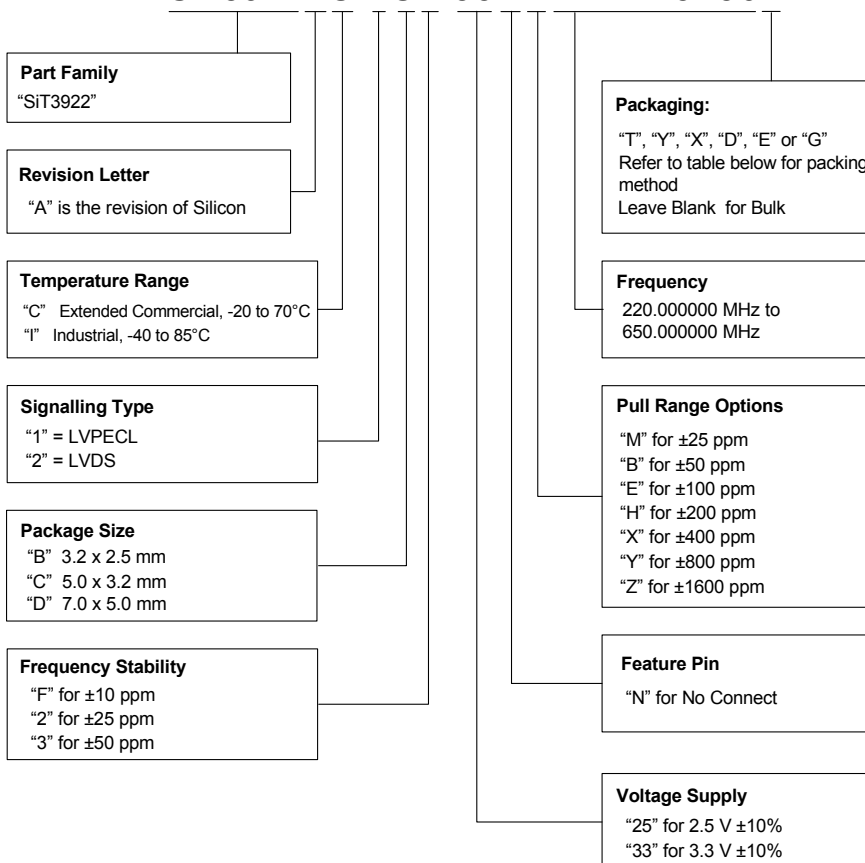 Part Family
“SiT3922”
Revision Letter
“A” is the revision of Silicon
Temperature Range
“C” Extended Commercial, -20 to 70°C
“I” Industrial, -40 to 85°C
Signalling Type
“1” = LVPECL
“2” = LVDS
Package Size
“B” 3.2 x 2.5 mm
“C” 5.0 x 3.2 mm
“D” 7.0 x 5.0 mm
Frequency Stability
“F” for ±10 ppm
“2” for ±25 ppm
“3” for ±50 ppm
Packaging:
“T”, “Y”, “X”, “D”, “E” or “G”
Refer to table below for packing
method
Leave Blank for Bulk
Frequency
220.000000 MHz to
650.000000 MHz
Pull Range Options
“M” for ±25 ppm
“B” for ±50 ppm
“E” for ±100 ppm
“H” for ±200 ppm
“X” for ±400 ppm
“Y” for ±800 ppm
“Z” for ±1600 ppm
Feature Pin
“N” for No Connect
Voltage Supply
“25” for 2.5 V ±10%
“33” for 3.3 V ±10%